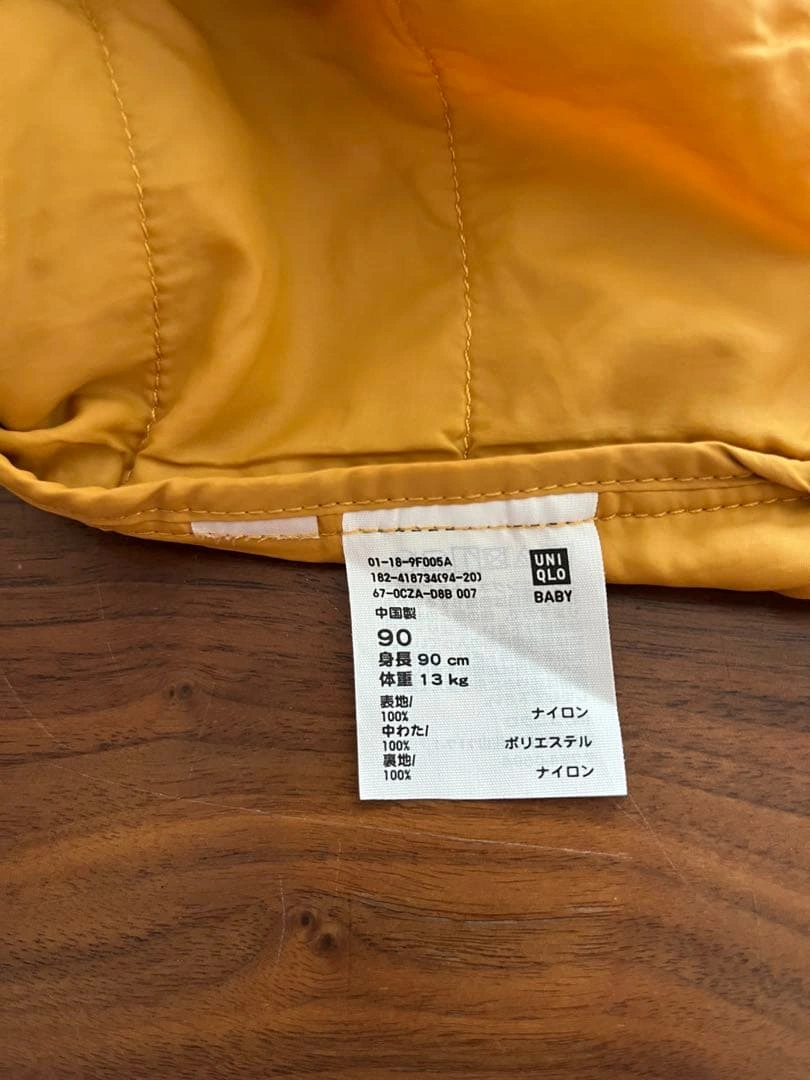 01-18-9F005A
182-418734(94-20)
67-0CZA-D8B 007
UNI
QLO
BABY
中国製
90
身長 90 cm
体重 13 kg
表地/
100% ナイロン
中わた/
100% ポリエステル
裏地/
100% ナイロン